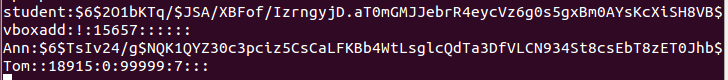 student:$6$2O1bKTq/$JSA/XBFof/IzrngyjD.aT0mGMJJebrR4eycVz6g0s5gxBm0AYsKcXiSH8VB$
vboxadd:!:15657::::::
Ann:$6$TsIv24/g$NQK1QYZ30c3pciz5CsCaLFKBb4WtLsglcQdTa3DfVLCN934St8csEbT8zET0Jhb$
Tom::18915:0:99999:7:::